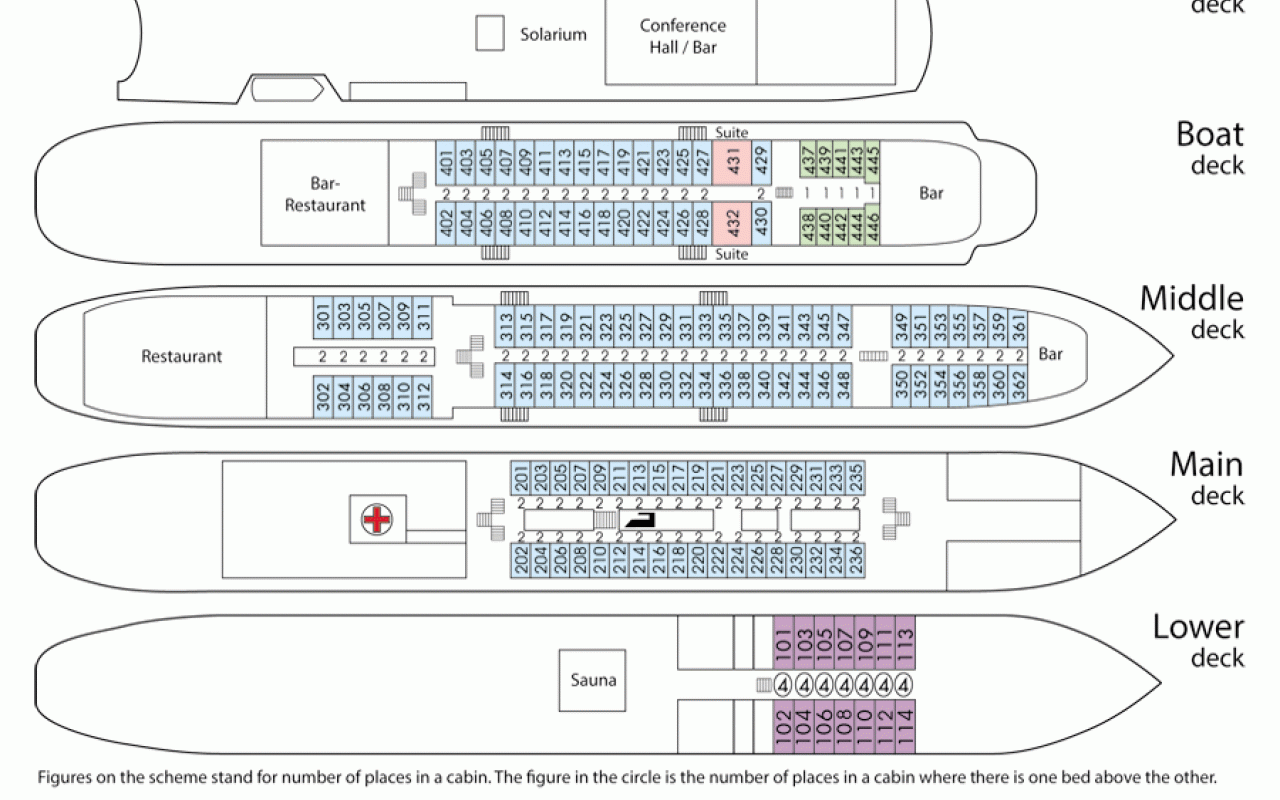 deck
Solarium
Conference
Hall / Bar
Boat
deck
Suite
401 403 405 407 409 411 413 415 417 419 421 423 425 427 431 429 437 439 441 443 445
Bar-
Restaurant
2 2 2 2 2 2 2 2 2 2 2 2 2 2 2 1 1 1 1 1
Bar
402 404 406 408 410 412 414 416 418 420 422 424 426 428 432 430 438 440 442 444 446
Suite
Middle
deck
301 303 305 307 309 311 313 315 317 319 321 323 325 327 329 331 333 335 337 339 341 343 345 347 349 351 353 355 357 359 361
Restaurant
2 2 2 2 2 2 2 2 2 2 2 2 2 2 2 2 2 2 2 2 2 2 2 2 2 2 2 2 2 2 2
Bar
302 304 306 308 310 312 314 316 318 320 322 324 326 328 330 332 334 336 338 340 342 344 346 348 350 352 354 356 358 360 362
Main
deck
201 203 205 207 209 211 213 215 217 219 221 223 225 227 229 231 233 235
2 2 2 2 2 2 2 2 2 2 2 2 2 2 2 2 2 2
2 2 2 2 2 2 2 2 2 2 2 2 2 2 2 2 2 2
202 204 206 208 210 212 214 216 218 220 222 224 226 228 230 232 234 236
Lower
deck
101 103 105 107 109 111 113
Sauna
4 4 4 4 4 4 4
102 104 106 108 110 112 114
Figures on the scheme stand for number of places in a cabin. The figure in the circle is the number of places in a cabin where there is one bed above the other.